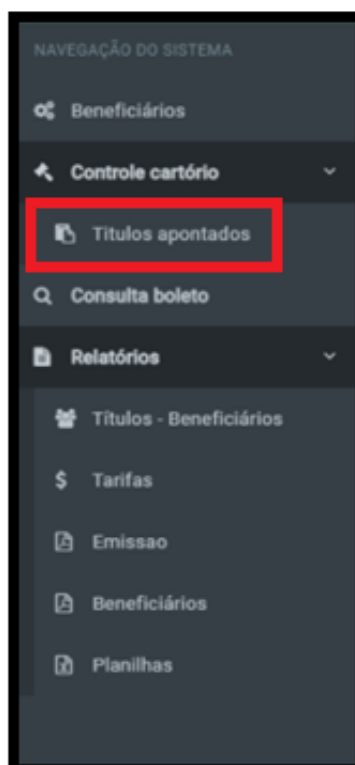 NAVEGAÇÃO DO SISTEMA
Beneficiários
Controle cartório
Titulos apontados
Consulta boleto
Relatórios
Títulos - Beneficiários
Tarifas
Emissao
Beneficiários
Planilhas